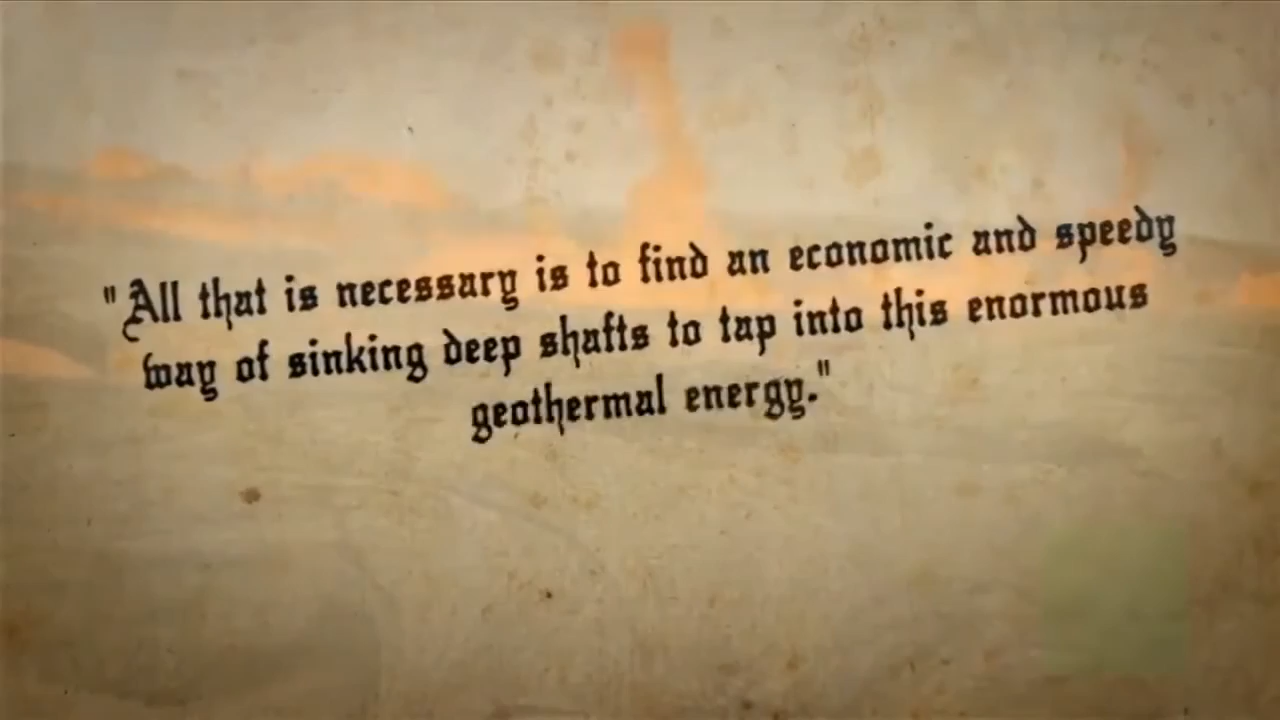 "All that is necessary is to find an economic and speedy
way of sinking deep shafts to tap into this enormous
geothermal energy."